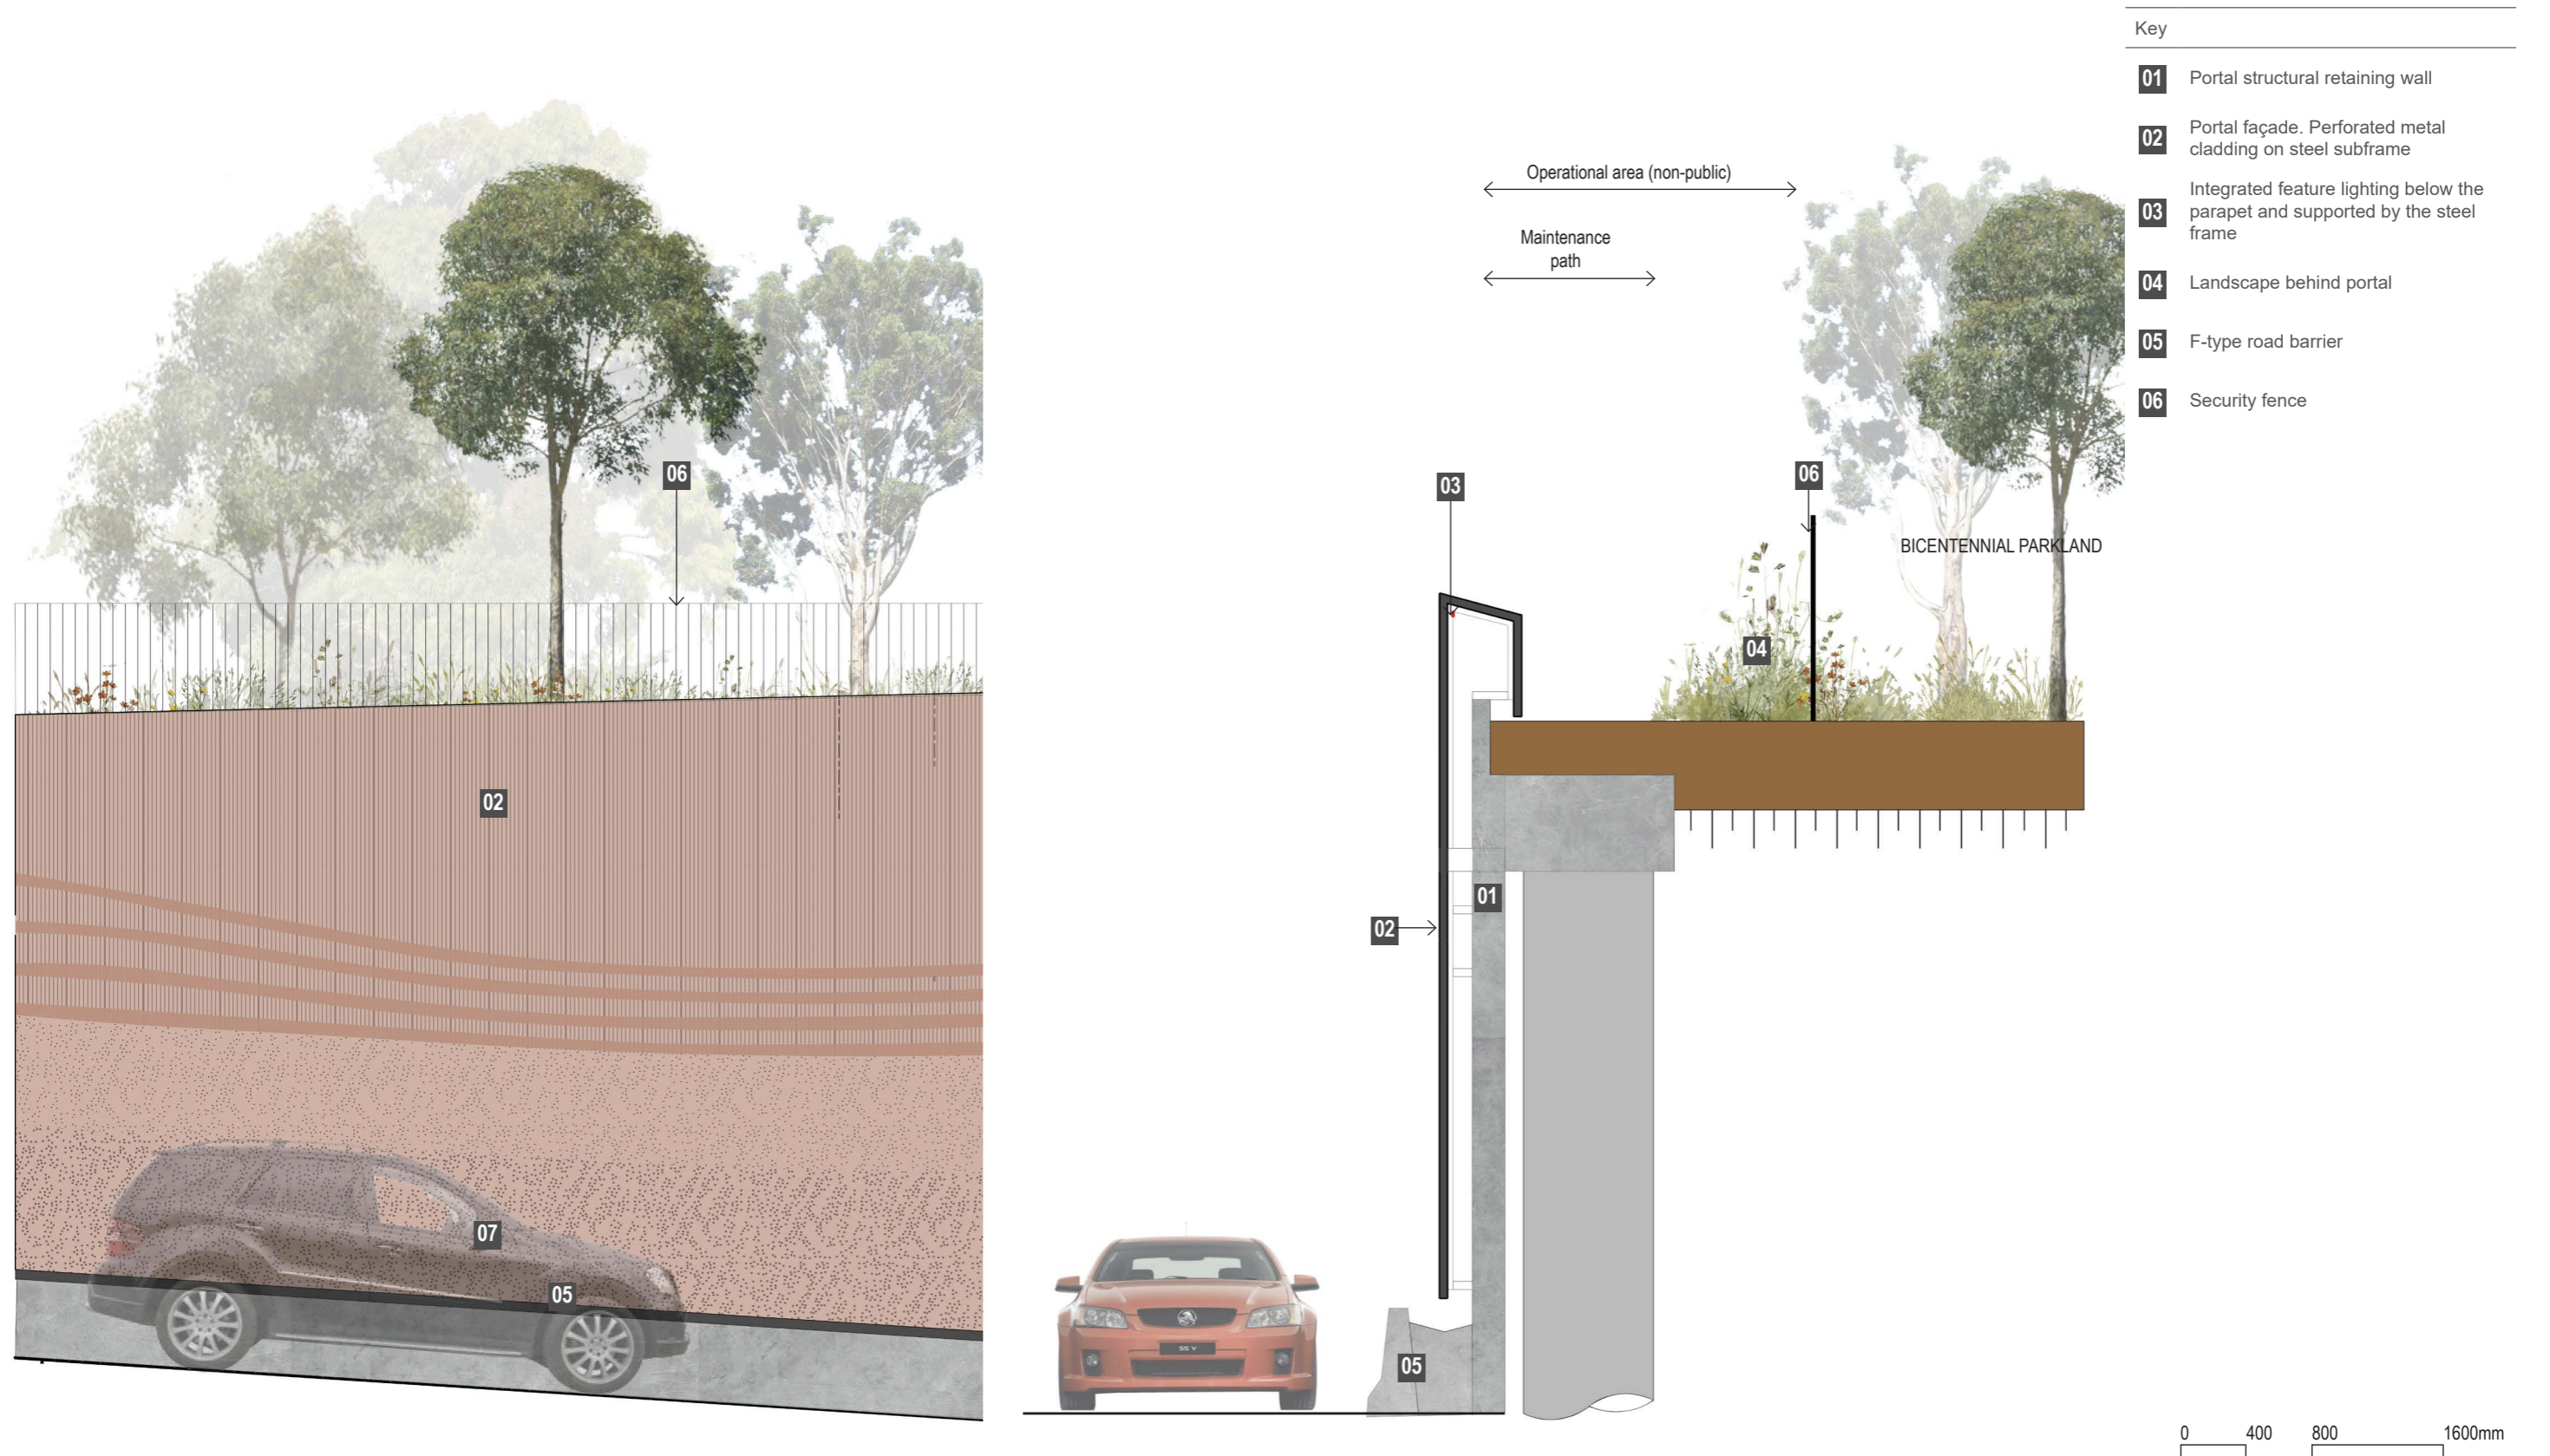 Key
01 Portal structural retaining wall
02 Portal façade. Perforated metal
cladding on steel subframe
03 Integrated feature lighting below the
parapet and supported by the steel
frame
04 Landscape behind portal
05 F-type road barrier
06 Security fence
Operational area (non-public)
Maintenance
path
06
03
06
BICENTENNIAL PARKLAND
04
02
01
02
07
05
05
SS V
0 400 800 1600mm